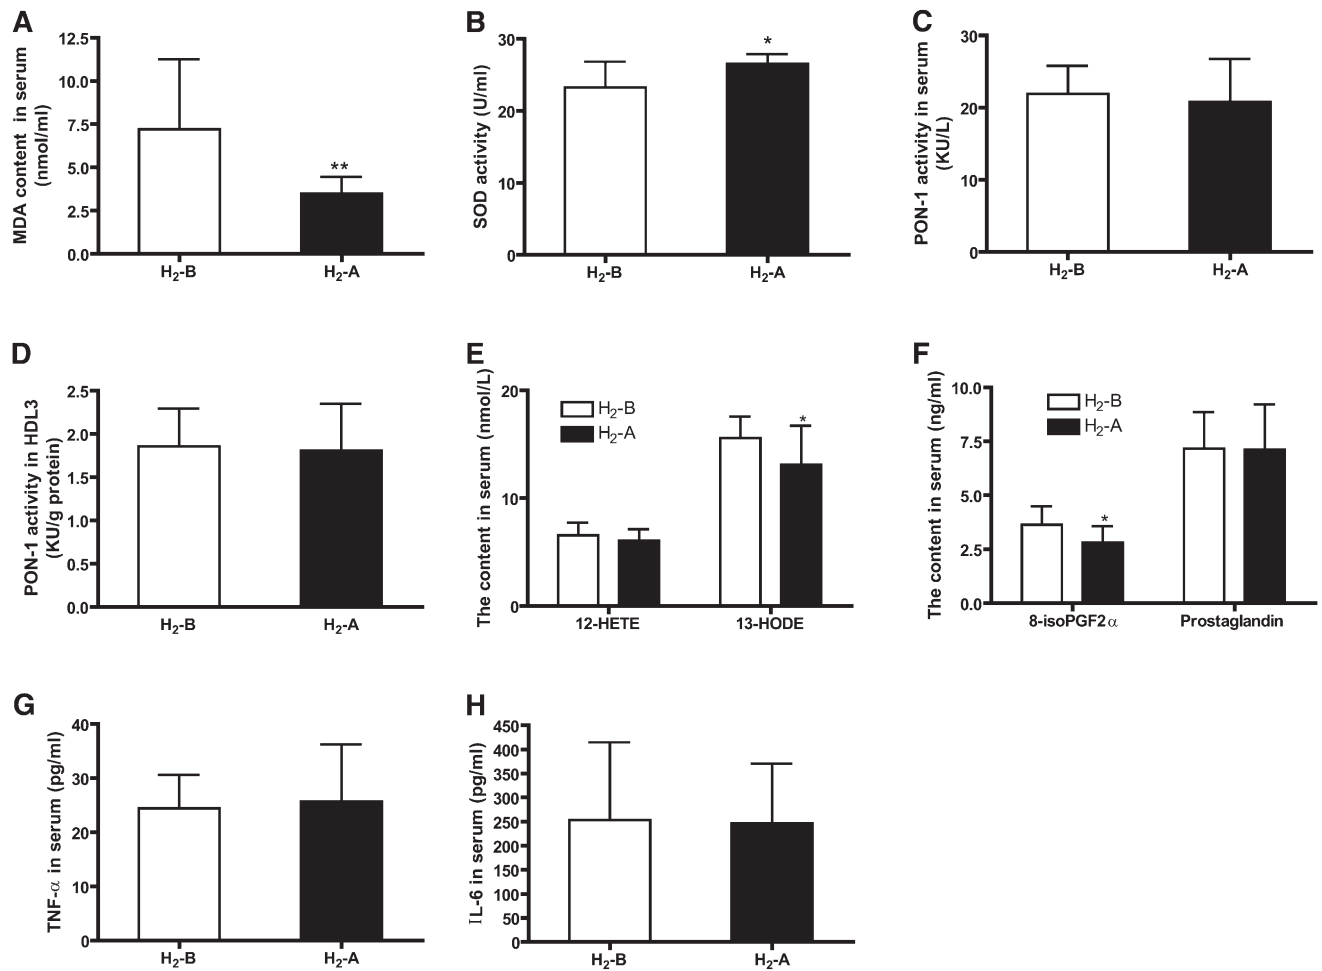 A
MDA content in serum
(nmol/ml)
12.5
10.0
7.5
5.0
2.5
0.0
**
H2-B
H2-A
B
SOD activity (U/ml)
30
20
10
0
*
H2-B
H2-A
C
PON-1 activity in serum
(KU/L)
30
20
10
0
H2-B
H2-A
D
PON-1 activity in HDL3
(KU/g protein)
2.5
2.0
1.5
1.0
0.5
0.0
H2-B
H2-A
E
The content in serum (nmol/L)
20
10
0
H2-B
H2-A
*
12-HETE
13-HODE
F
The content in serum (ng/ml)
10.0
7.5
5.0
2.5
0.0
H2-B
H2-A
*
8-isoPGF2α
Prostaglandin
G
TNF-α in serum (pg/ml)
40
30
20
10
0
H2-B
H2-A
H
IL-6 in serum (pg/ml)
450
400
350
300
250
200
150
100
50
0
H2-B
H2-A